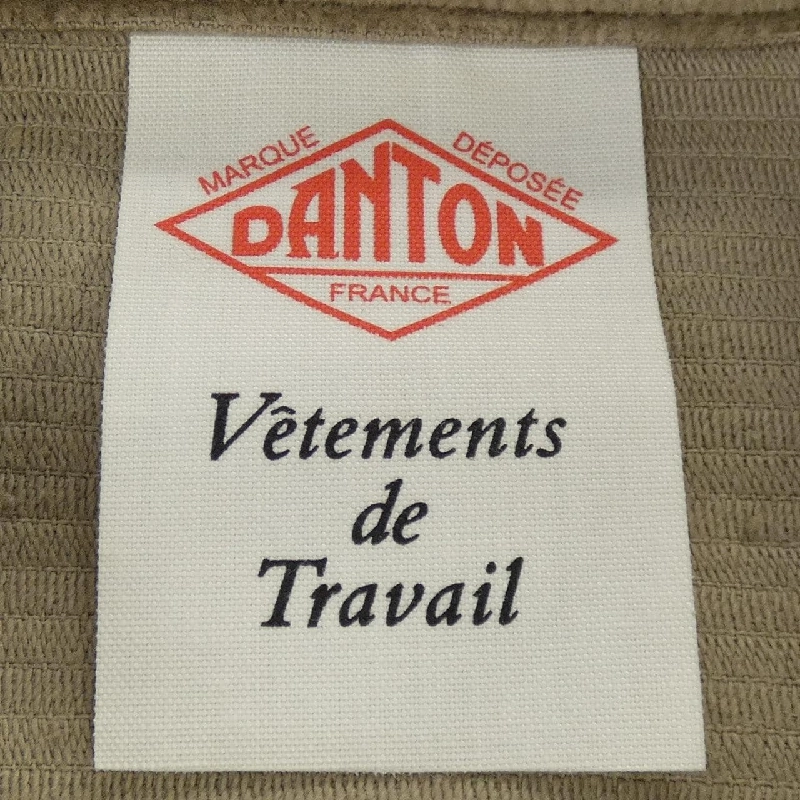 MARQUE DÉPOSÉE
DANTON
FRANCE
Vêtements
de
Travail